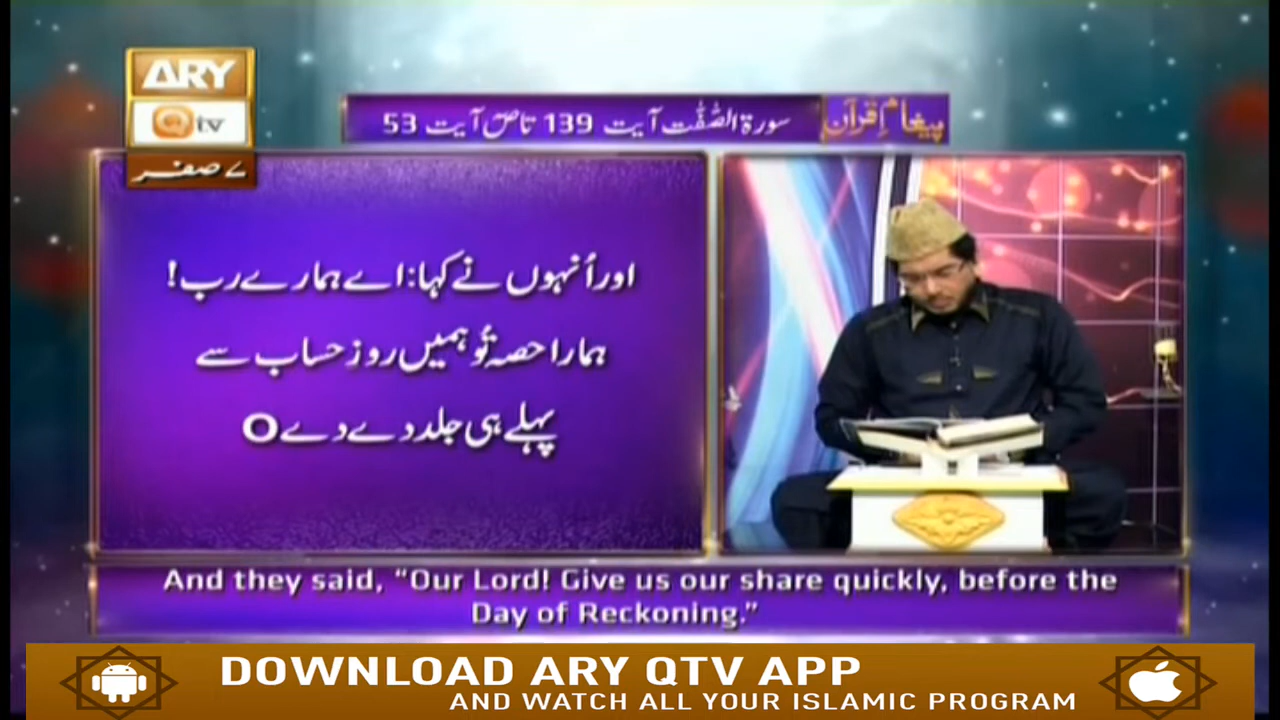 ARY
Qtv
۷ صفر
پیغامِ قرآن
سورۃ الصّٰفّٰت آیت 139 تا صٓ آیت 53
اور اُنہوں نے کہا: اے ہمارے رب!
ہمارا حصہ تُو ہمیں روزِ حساب سے
پہلے ہی جلد دے دے O
And they said, “Our Lord! Give us our share quickly, before the
Day of Reckoning.”
DOWNLOAD ARY QTV APP
AND WATCH ALL YOUR ISLAMIC PROGRAM